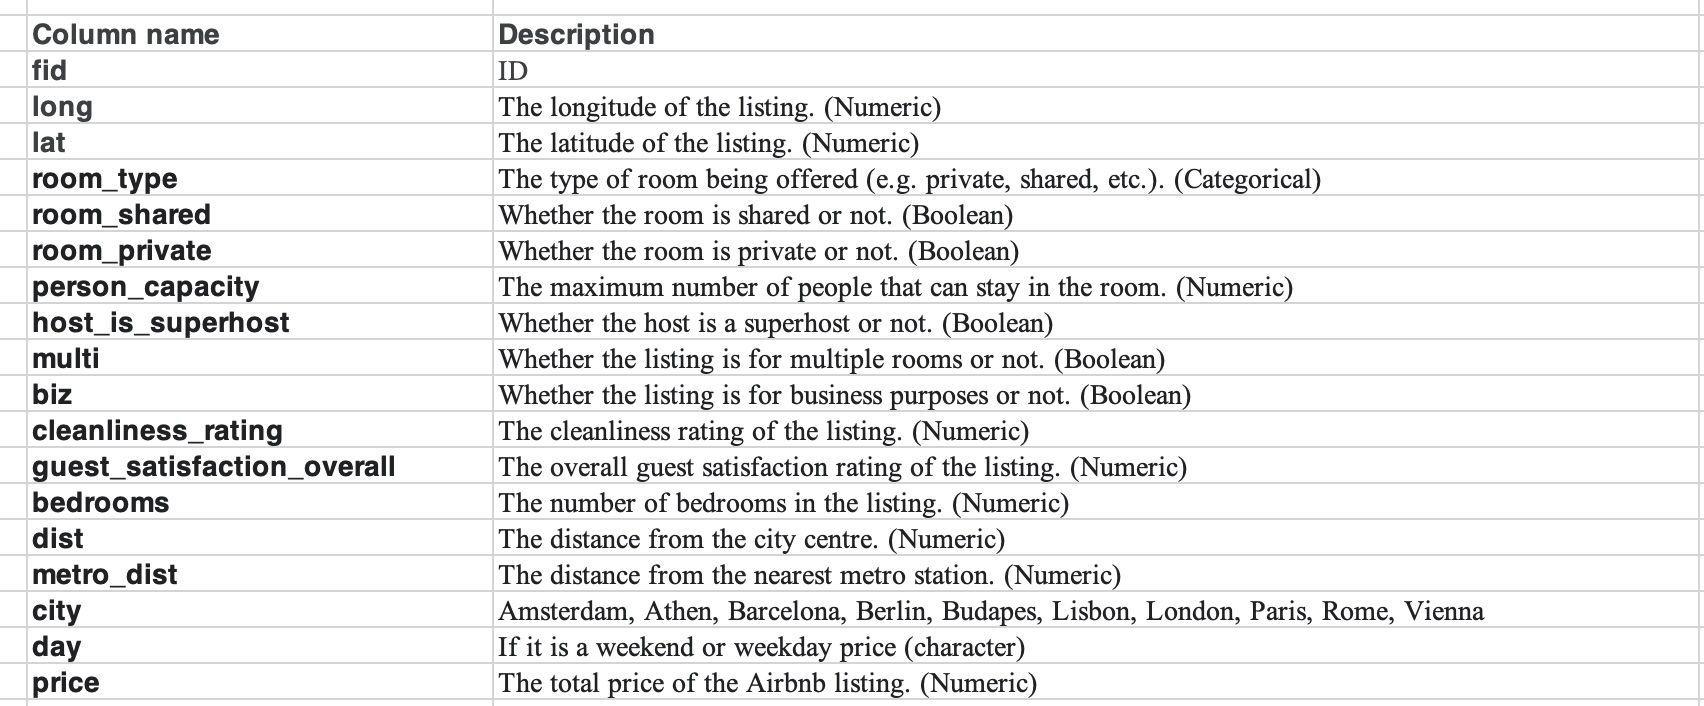 Column name Description
fid ID
long The longitude of the listing. (Numeric)
lat The latitude of the listing. (Numeric)
room_type The type of room being offered (e.g. private, shared, etc.). (Categorical)
room_shared Whether the room is shared or not. (Boolean)
room_private Whether the room is private or not. (Boolean)
person_capacity The maximum number of people that can stay in the room. (Numeric)
host_is_superhost Whether the host is a superhost or not. (Boolean)
multi Whether the listing is for multiple rooms or not. (Boolean)
biz Whether the listing is for business purposes or not. (Boolean)
cleanliness_rating The cleanliness rating of the listing. (Numeric)
guest_satisfaction_overall The overall guest satisfaction rating of the listing. (Numeric)
bedrooms The number of bedrooms in the listing. (Numeric)
dist The distance from the city centre. (Numeric)
metro_dist The distance from the nearest metro station. (Numeric)
city Amsterdam, Athen, Barcelona, Berlin, Budapes, Lisbon, London, Paris, Rome, Vienna
day If it is a weekend or weekday price (character)
price The total price of the Airbnb listing. (Numeric)